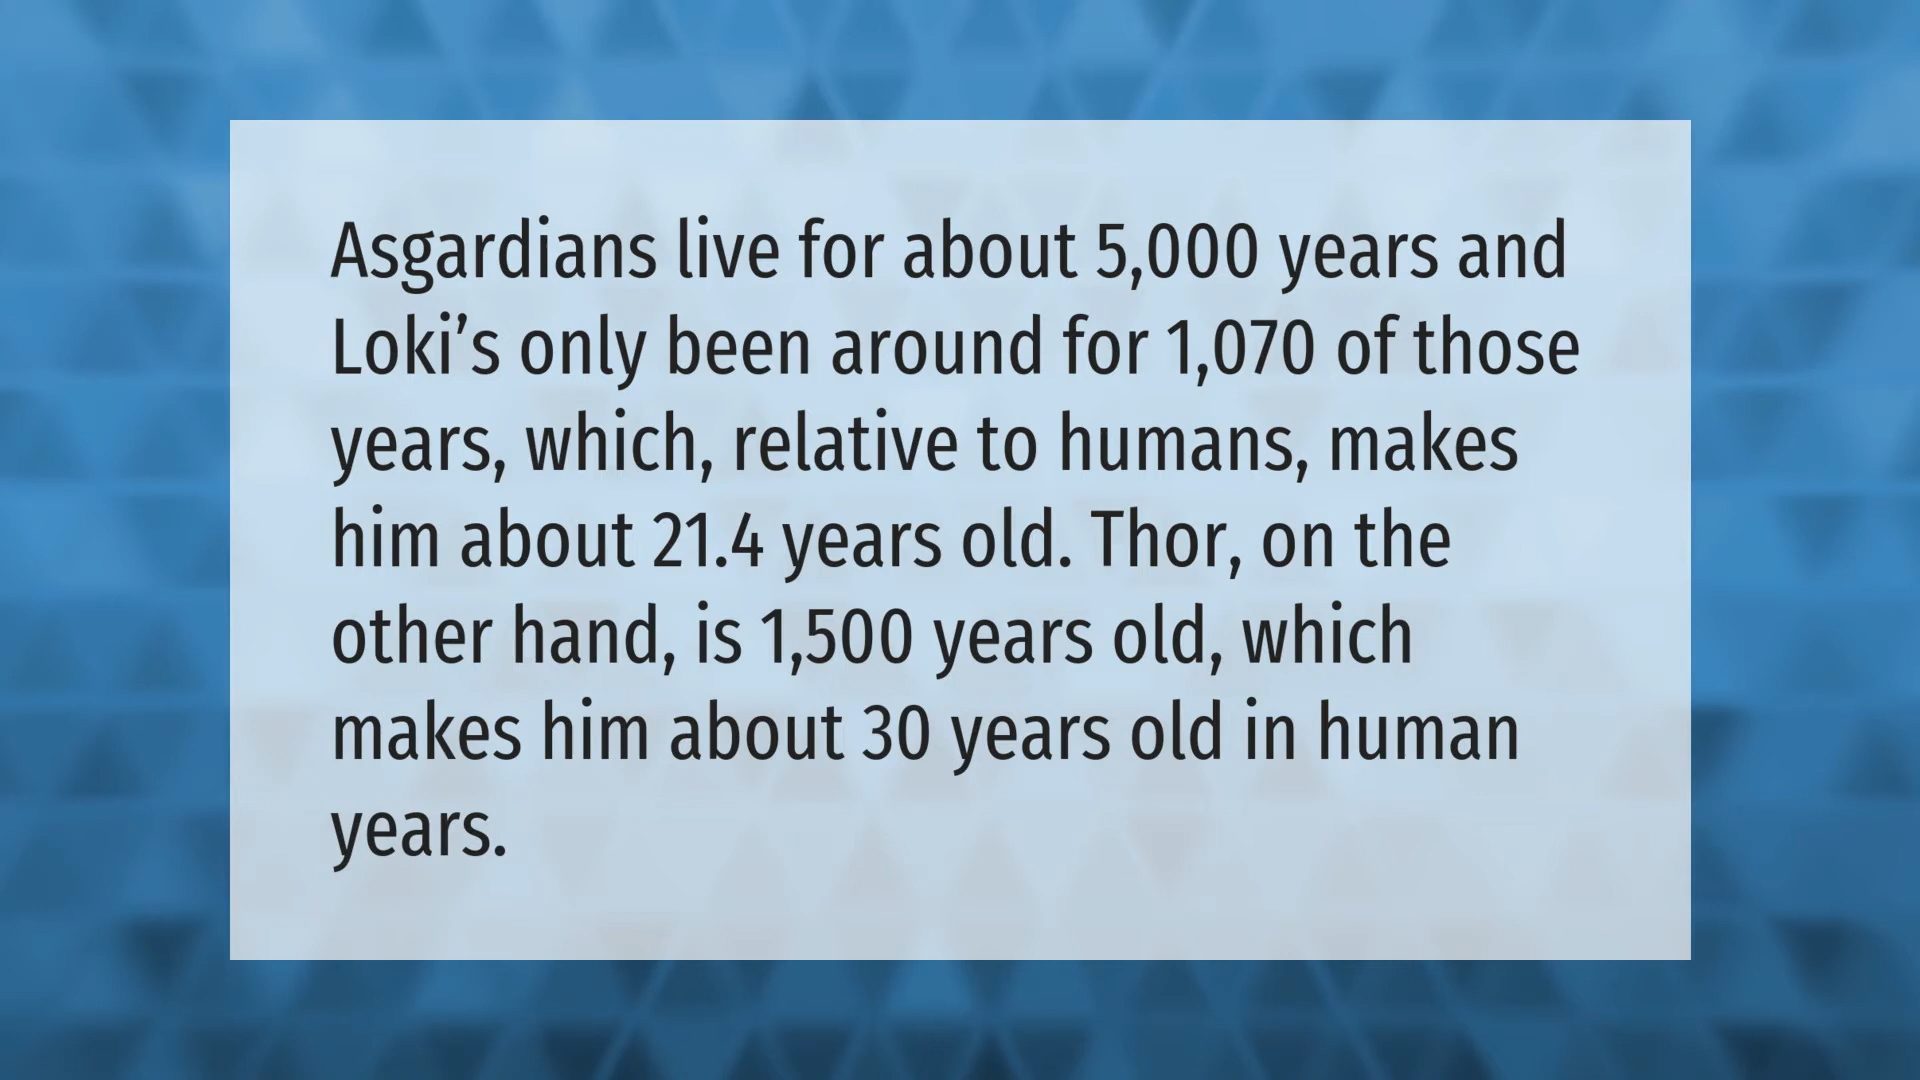 Asgardians live for about 5,000 years and
Loki’s only been around for 1,070 of those
years, which, relative to humans, makes
him about 21.4 years old. Thor, on the
other hand, is 1,500 years old, which
makes him about 30 years old in human
years.